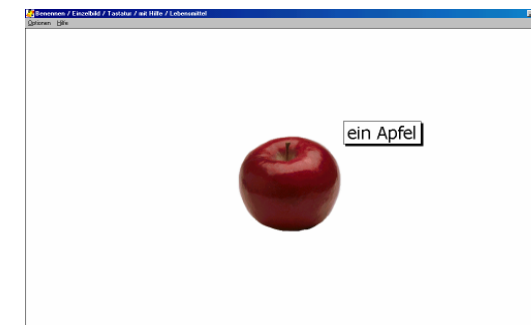 Benennen / Einzelbild / Tastatur / mit Hilfe / Lebensmittel
Optionen Hilfe
ein Apfel